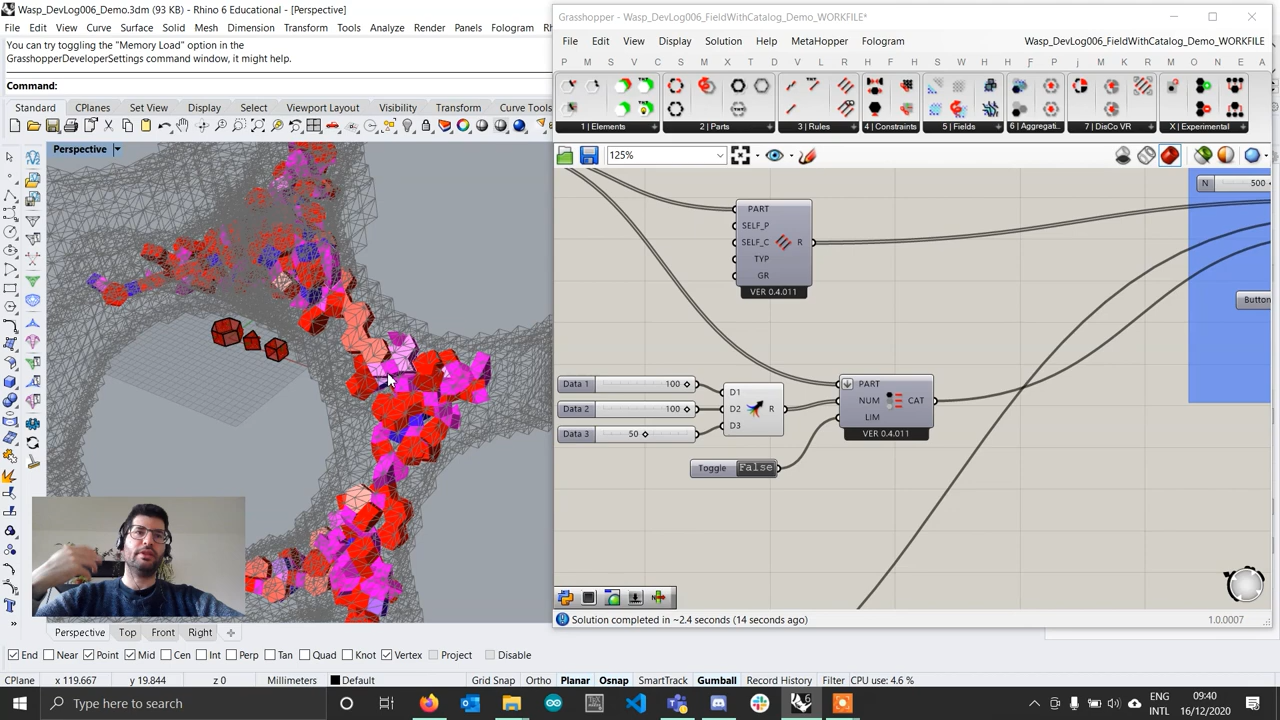 Wasp_DevLog006_Demo.3dm (93 KB) - Rhino 6 Educational - [Perspective]
File Edit View Curve Surface Solid Mesh Dimension Transform Tools Analyze Render Panels Fologram
You can try toggling the "Memory Load" option in the
GrasshopperDeveloperSettings command window, it might help.
Command:
Standard CPlanes Set View Display Select Viewport Layout Visibility Transform Curve Tools
Perspective
Perspective Top Front Right
End Near Point Mid Cen Int Perp Tan Quad Knot Vertex Project Disable
CPlane x 119.667 y 19.844 z 0 Millimeters Default Grid Snap Ortho Planar Osnap SmartTrack Gumball Record History Filter CPU use: 4.6 %
Grasshopper - Wasp_DevLog006_FieldWithCatalog_Demo_WORKFILE*
File Edit View Display Solution Help MetaHopper Fologram Wasp_DevLog006_FieldWithCatalog_Demo_WORKFILE
P M S V C S M X D T D W M L K H F S W M A F P M X M K O G T
1 | Elements 2 | Parts 3 | Rules 4 | Constraints 5 | Fields 6 | Aggregati.. 7 | DisCo VR X | Experimental
125%
PART
SELF_P
SELF_C R
TYP
GR
VER 0.4.011
N 500
Button
Data 1 100
Data 2 100
Data 3 50
D1
D2 R
D3
Toggle False
PART
NUM CAT
LIM
VER 0.4.011
Solution completed in ~2.4 seconds (14 seconds ago) 1.0.0007
Type here to search
ENG
INTL
09:40
16/12/2020